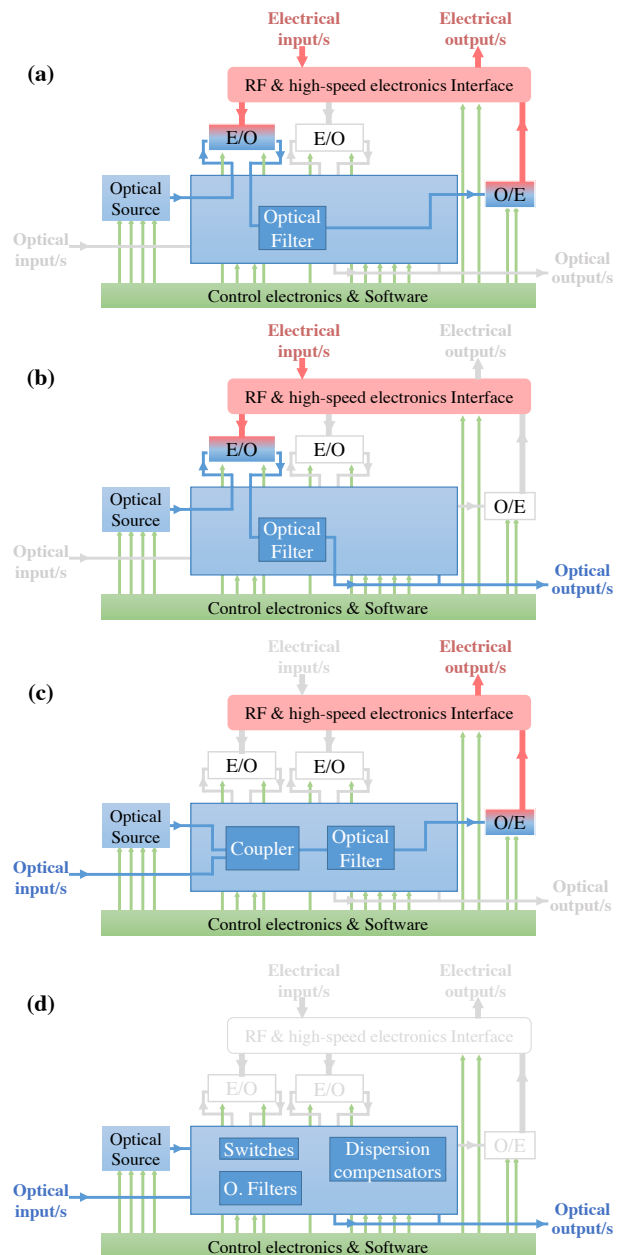 Electrical Electrical
input/s output/s
(a)
RF & high-speed electronics Interface
E/O E/O
Optical
Source
O/E
Optical
Filter
Optical
input/s
Optical
output/s
Control electronics & Software
Electrical Electrical
input/s output/s
(b)
RF & high-speed electronics Interface
E/O E/O
Optical
Source
O/E
Optical
Filter
Optical
input/s
Optical
output/s
Control electronics & Software
Electrical Electrical
input/s output/s
(c)
RF & high-speed electronics Interface
E/O E/O
Optical
Source
O/E
Coupler
Optical
Filter
Optical
input/s
Optical
output/s
Control electronics & Software
Electrical Electrical
input/s output/s
(d)
RF & high-speed electronics Interface
E/O E/O
Optical
Source
O/E
Switches
Dispersion
compensators
O. Filters
Optical
input/s
Optical
output/s
Control electronics & Software